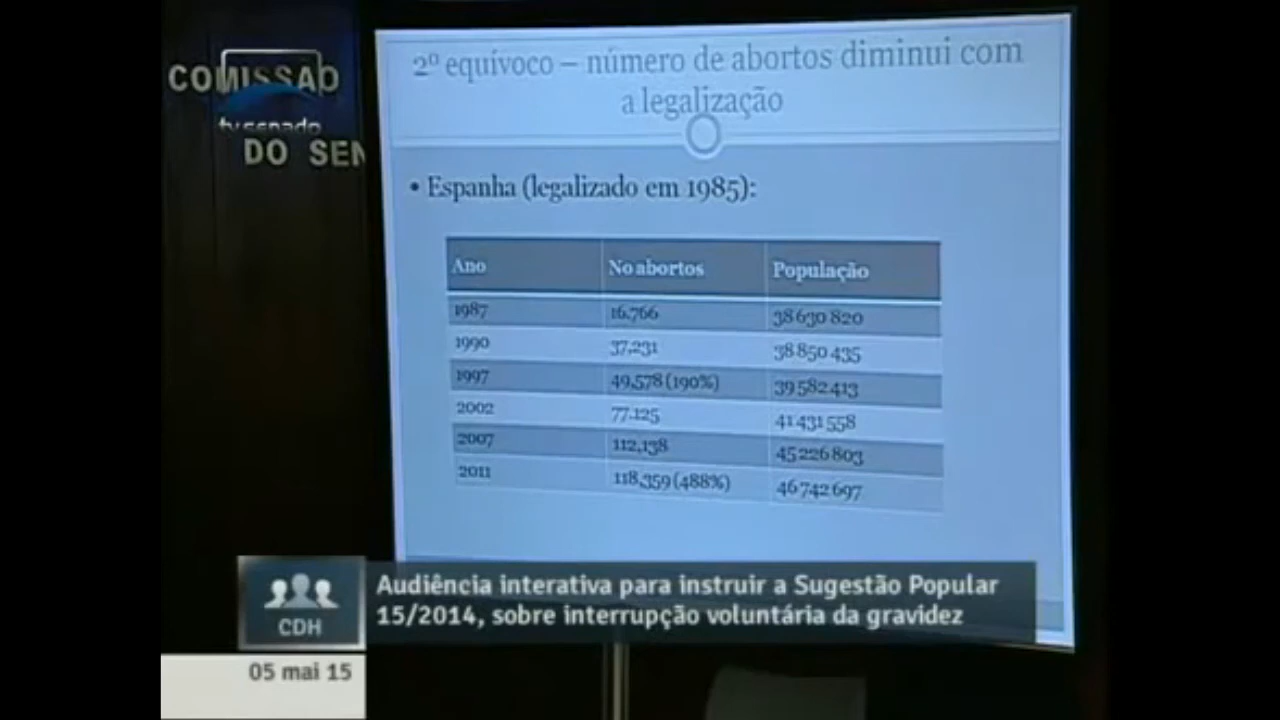 COMISSAO
tv senado
DO SEN
2º equívoco – número de abortos diminui com
a legalização
• Espanha (legalizado em 1985):
Ano No abortos População
1987 16,766 38 630 820
1990 37,231 38 850 435
1997 49,578 (190%) 39 582 413
2002 77.125 41 431 558
2007 112,138 45 226 803
2011 118,359 (488%) 46 742 697
Audiência interativa para instruir a Sugestão Popular
15/2014, sobre interrupção voluntária da gravidez
CDH
05 mai 15